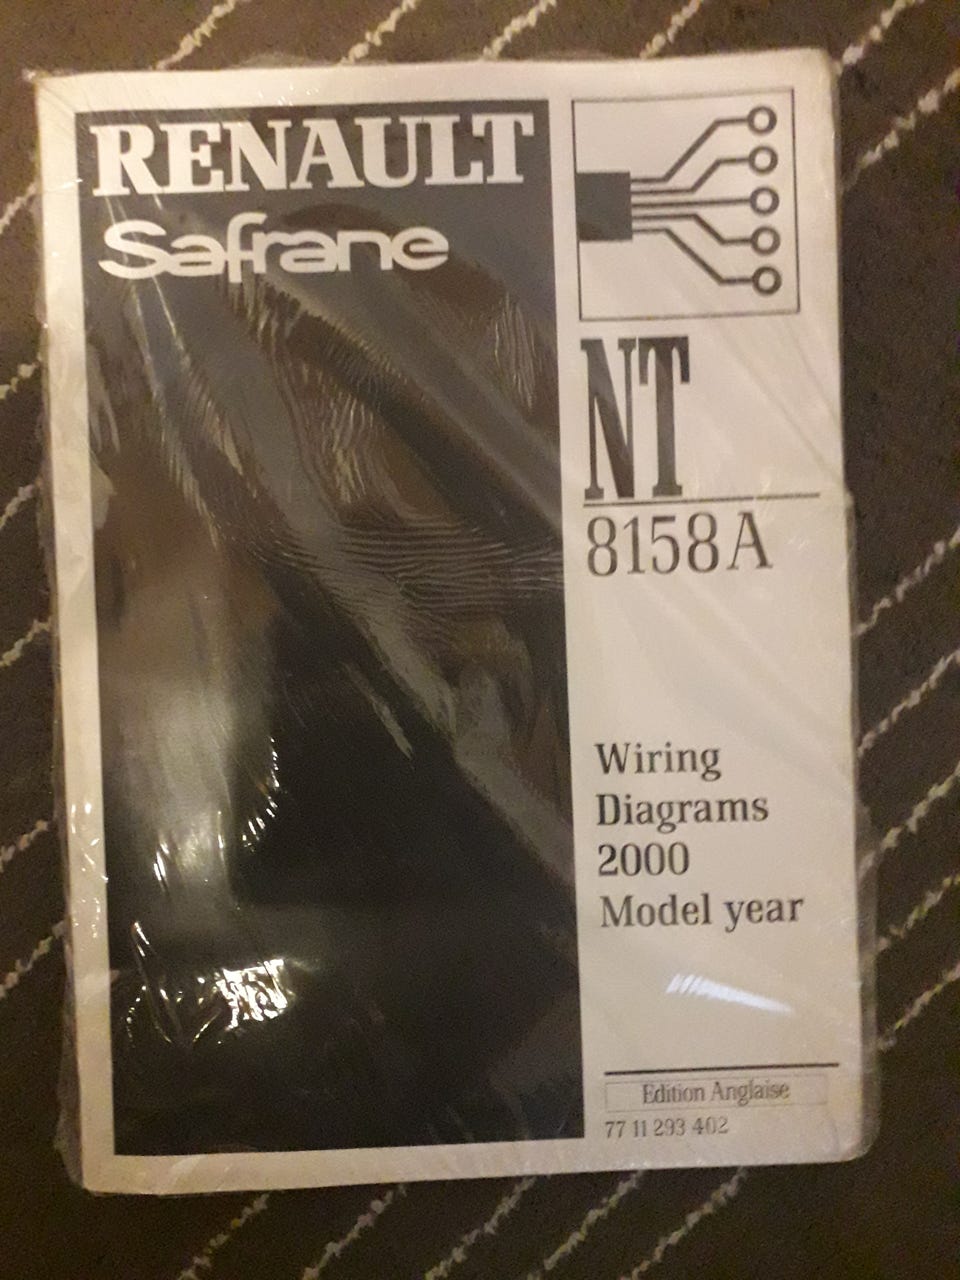 RENAULT
Safrane
NT
8158A
Wiring
Diagrams
2000
Model year
Edition Anglaise
77 11 293 402